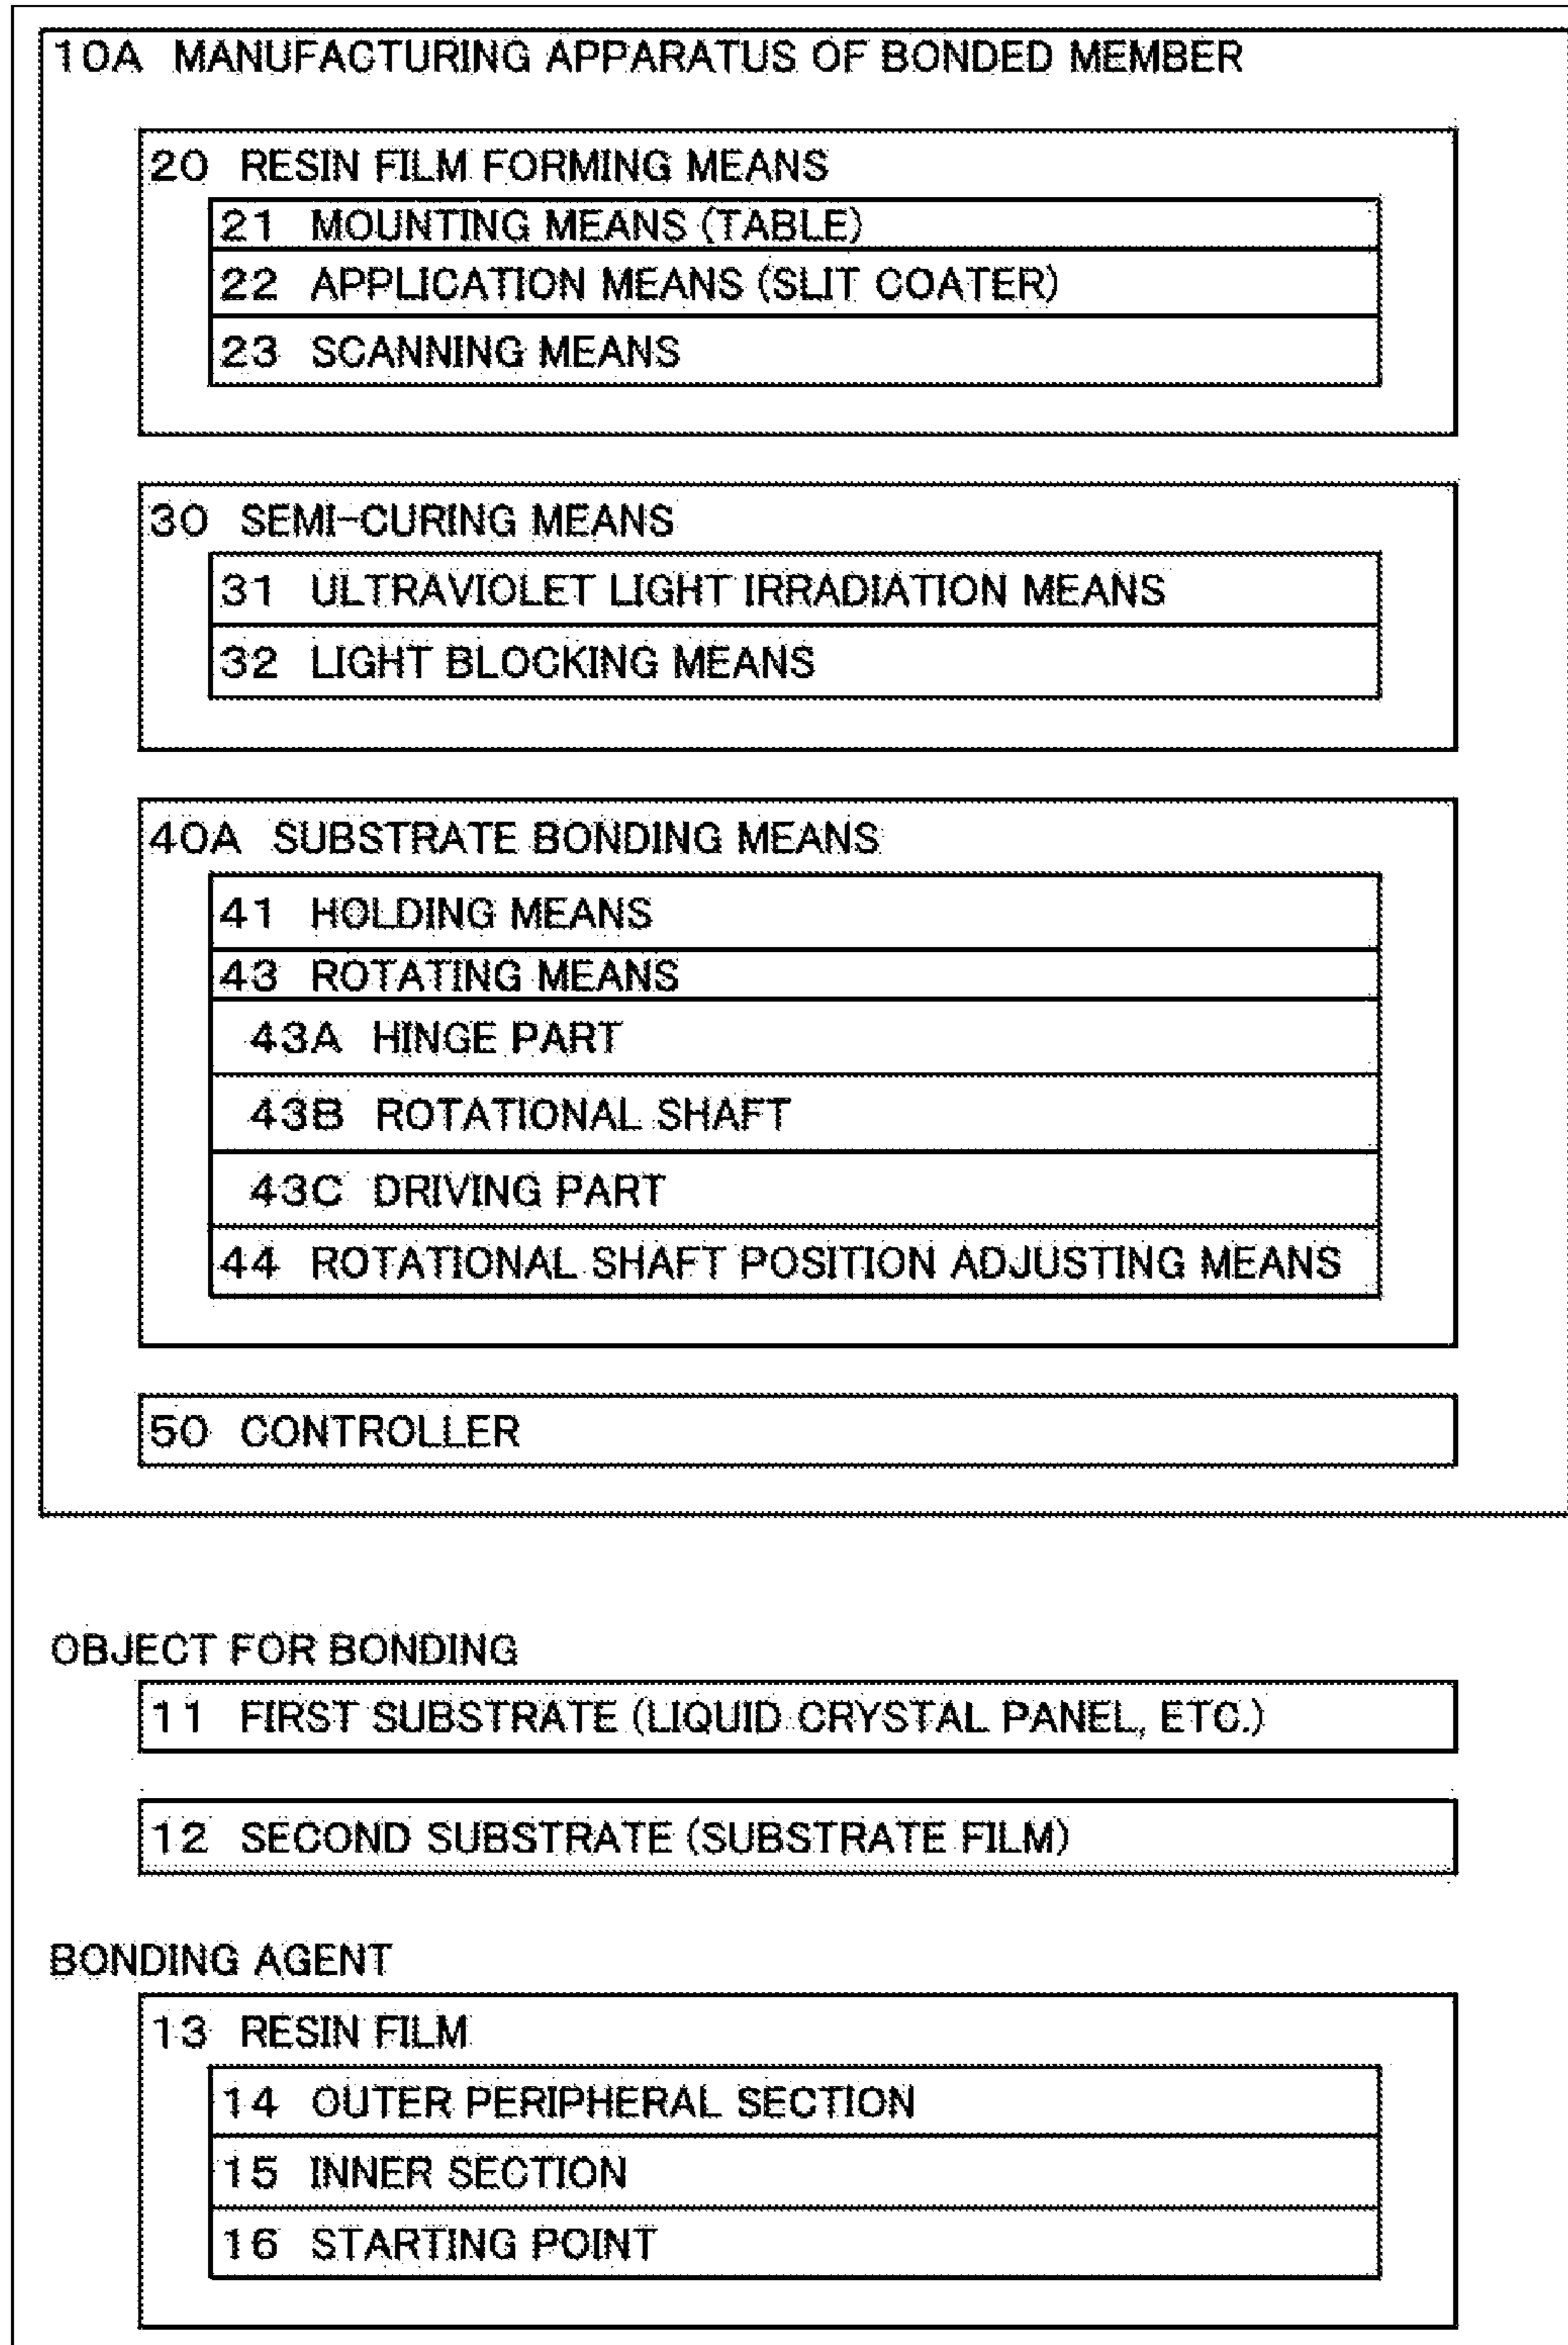 10A MANUFACTURING APPARATUS OF BONDED MEMBER
20 RESIN FILM FORMING MEANS
21 MOUNTING MEANS (TABLE)
22 APPLICATION MEANS (SLIT COATER)
23 SCANNING MEANS
30 SEMI-CURING MEANS
31 ULTRAVIOLET LIGHT IRRADIATION MEANS
32 LIGHT BLOCKING MEANS
40A SUBSTRATE BONDING MEANS
41 HOLDING MEANS
43 ROTATING MEANS
43A HINGE PART
43B ROTATIONAL SHAFT
43C DRIVING PART
44 ROTATIONAL SHAFT POSITION ADJUSTING MEANS
50 CONTROLLER
OBJECT FOR BONDING
11 FIRST SUBSTRATE (LIQUID CRYSTAL PANEL, ETC.)
12 SECOND SUBSTRATE (SUBSTRATE FILM)
BONDING AGENT
13 RESIN FILM
14 OUTER PERIPHERAL SECTION
15 INNER SECTION
16 STARTING POINT